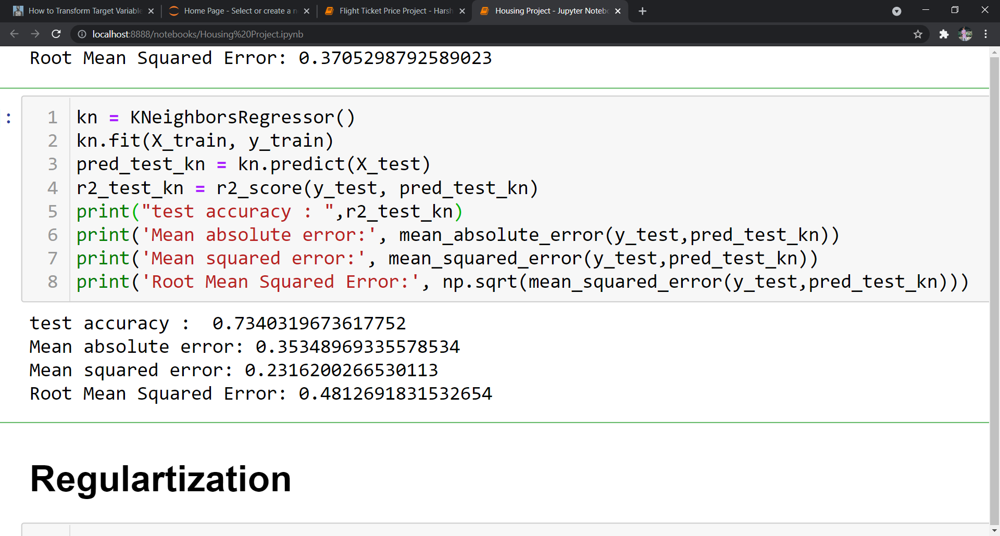 How to Transform Target Variable
Home Page - Select or create a n
Flight Ticket Price Project - Harsh
Housing Project - Jupyter Noteb
localhost:8888/notebooks/Housing%20Project.ipynb
Root Mean Squared Error: 0.3705298792589023
:
1 kn = KNeighborsRegressor()
2 kn.fit(X_train, y_train)
3 pred_test_kn = kn.predict(X_test)
4 r2_test_kn = r2_score(y_test, pred_test_kn)
5 print("test accuracy : ",r2_test_kn)
6 print('Mean absolute error:', mean_absolute_error(y_test,pred_test_kn))
7 print('Mean squared error:', mean_squared_error(y_test,pred_test_kn))
8 print('Root Mean Squared Error:', np.sqrt(mean_squared_error(y_test,pred_test_kn)))
test accuracy :  0.7340319673617752
Mean absolute error: 0.35348969335578534
Mean squared error: 0.2316200266530113
Root Mean Squared Error: 0.4812691831532654
Regulartization